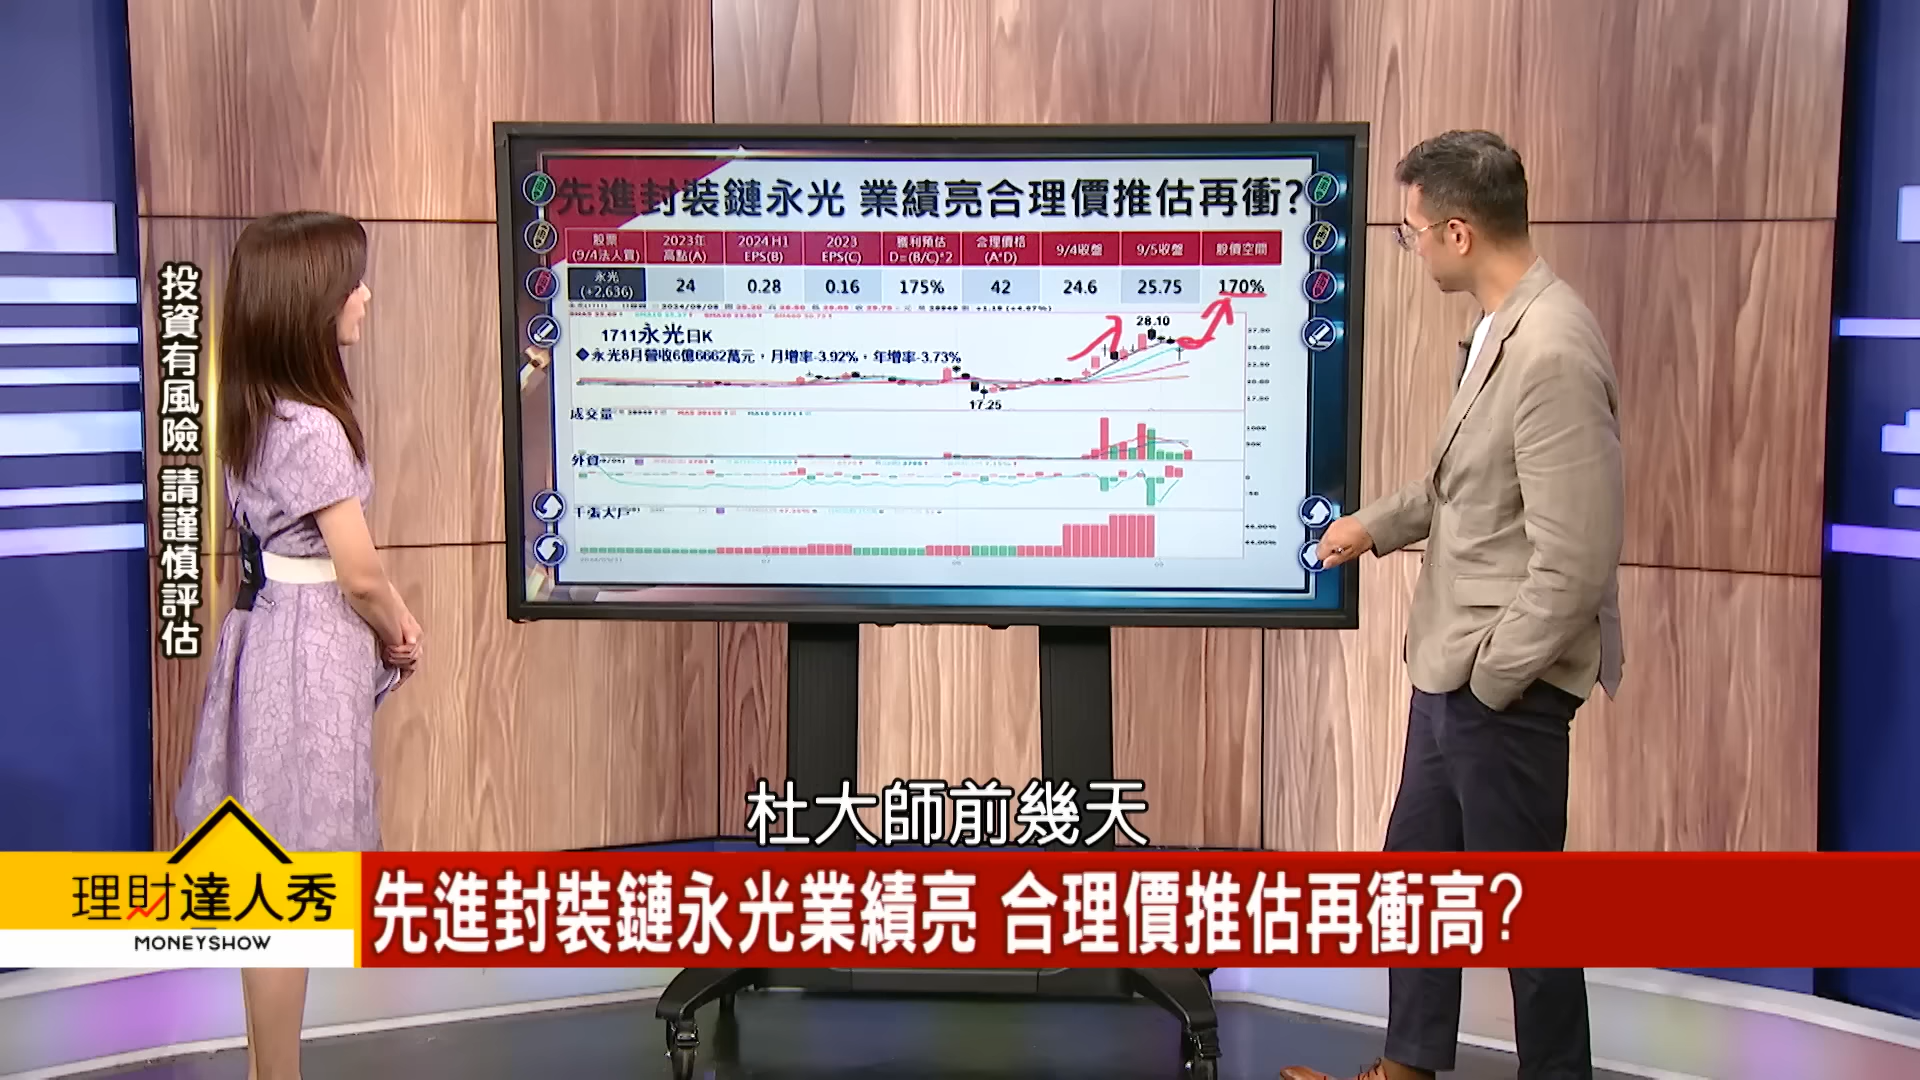 先進封裝鏈永光 業績亮合理價推估再衝?
股票 2023年 2024 H1 2023 獲利預估 合理價格 9/4收盤 9/5收盤 股價空間
(9/4法人買) 高點(A) EPS(B) EPS(C) D=(B/C)*2 (A*D)
永光 24 0.28 0.16 175% 42 24.6 25.75 170%
(+2,636)
1711永光日K
28.10
◆永光8月營收6億6662萬元，月增率-3.92%，年增率-3.73%
17.25
成交量
外資
千張大戶
投資有風險 請謹慎評估
杜大師前幾天
理財達人秀
MONEYSHOW
先進封裝鏈永光業績亮 合理價推估再衝高?